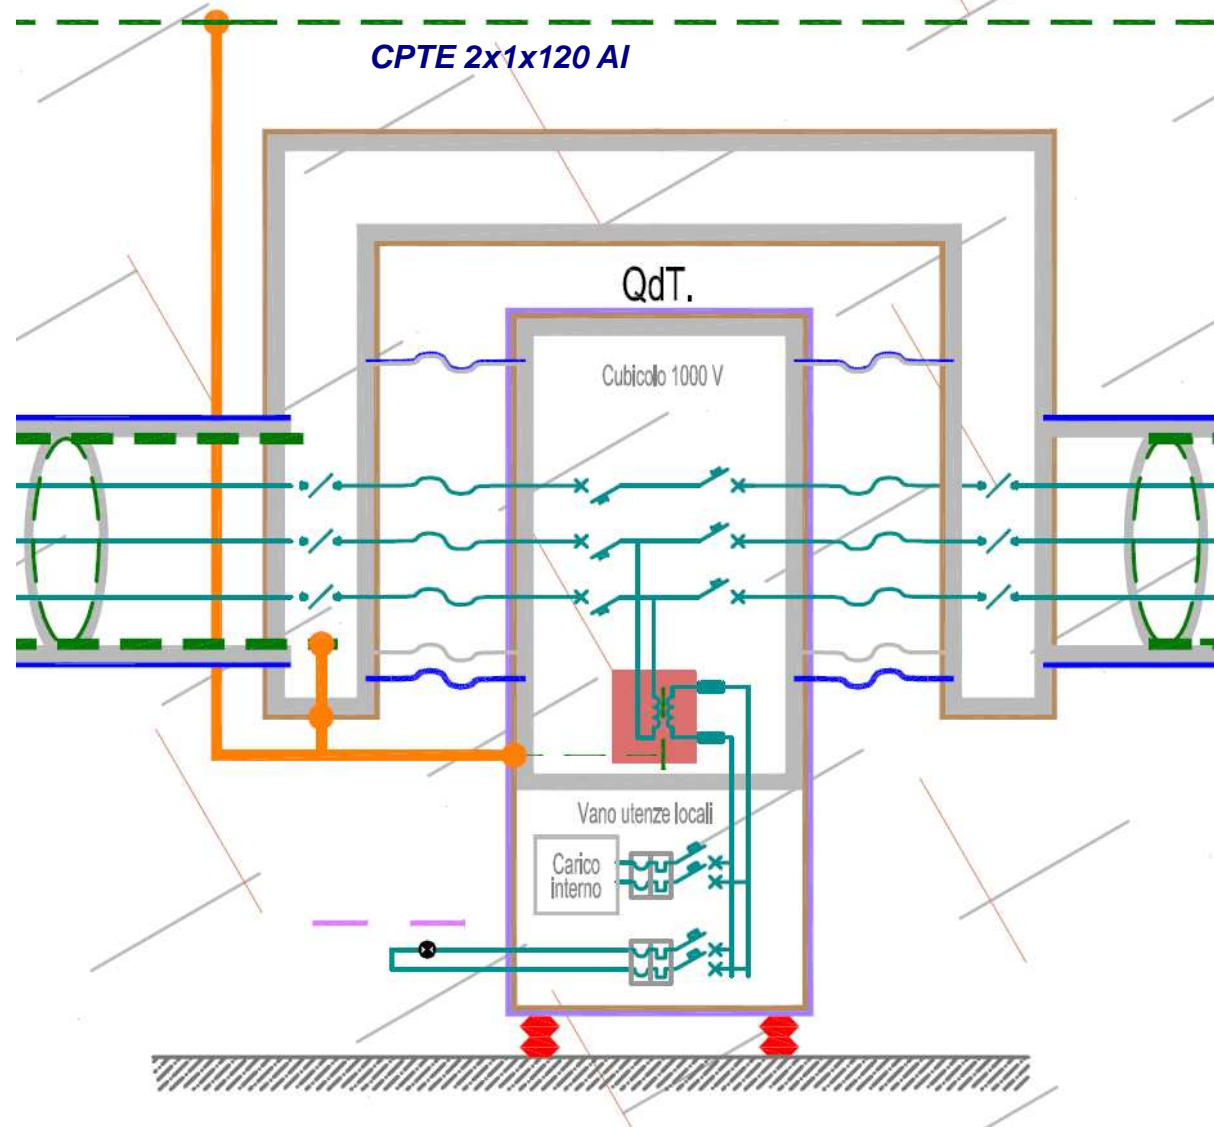 CPTE 2x1x120 Al
QdT.
Cubicolo 1000 V
Vano utenze locali
Carico
interno